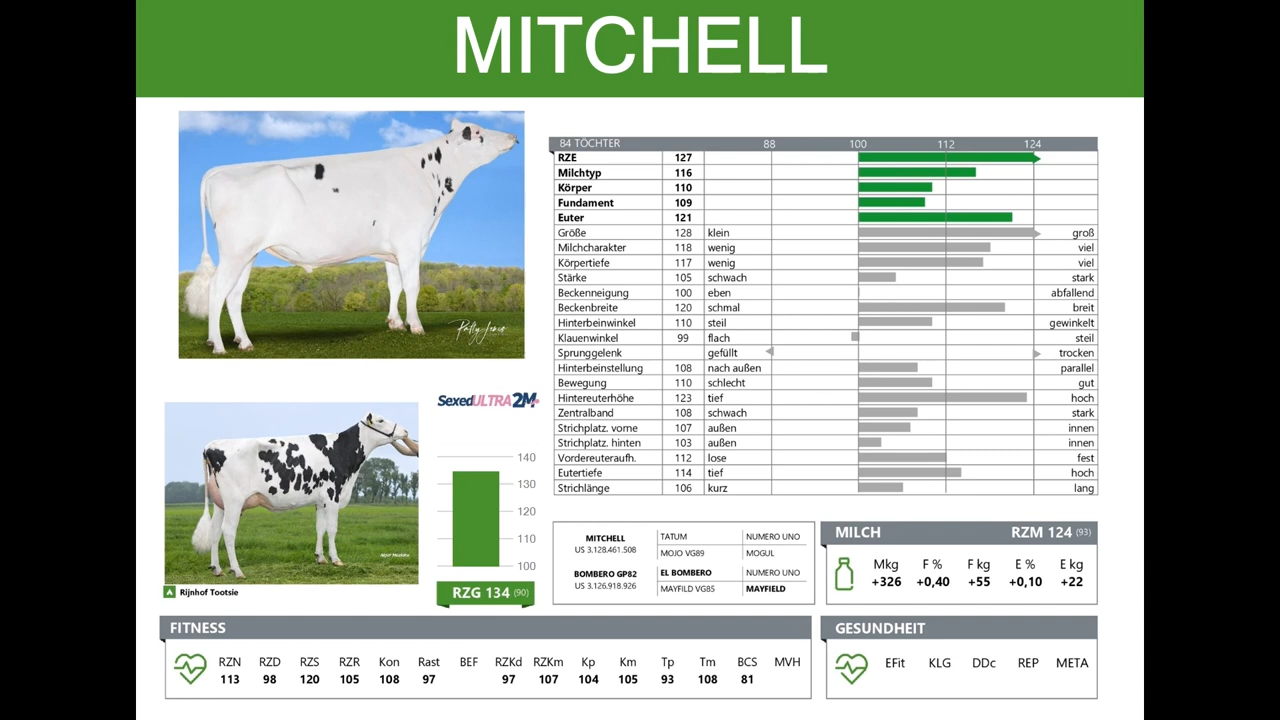 MITCHELL
84 TÖCHTER 88 100 112 124
RZE 127
Milchtyp 116
Körper 110
Fundament 109
Euter 121
Größe 128 klein groß
Milchcharakter 118 wenig viel
Körpertiefe 117 wenig viel
Stärke 105 schwach stark
Beckenneigung 100 eben abfallend
Beckenbreite 120 schmal breit
Hinterbeinwinkel 110 steil gewinkelt
Klauenwinkel 99 flach steil
Sprunggelenk gefüllt trocken
Hinterbeinstellung 108 nach außen parallel
Bewegung 110 schlecht gut
Hintereuterhöhe 123 tief hoch
Zentralband 108 schwach stark
Strichplatz. vorne 107 außen innen
Strichplatz. hinten 103 außen innen
Vordereuteraufh. 112 lose fest
Eutertiefe 114 tief hoch
Strichlänge 106 kurz lang
Patty Jones
SexedULTRA2M
140
130
120
110
100
RZG 134 (90)
Rijnhof Tootsie
MITCHELL TATUM NUMERO UNO
US 3.128.461.508 MOJO VG89 MOGUL
BOMBERO GP82 EL BOMBERO NUMERO UNO
US 3.126.918.926 MAYFILD VG85 MAYFIELD
MILCH RZM 124 (93)
Mkg F % F kg E % E kg
+326 +0,40 +55 +0,10 +22
FITNESS
RZN RZD RZS RZR Kon Rast BEF RZKd RZKm Kp Km Tp Tm BCS MVH
113 98 120 105 108 97 97 107 104 105 93 108 81
GESUNDHEIT
EFit KLG DDc REP META